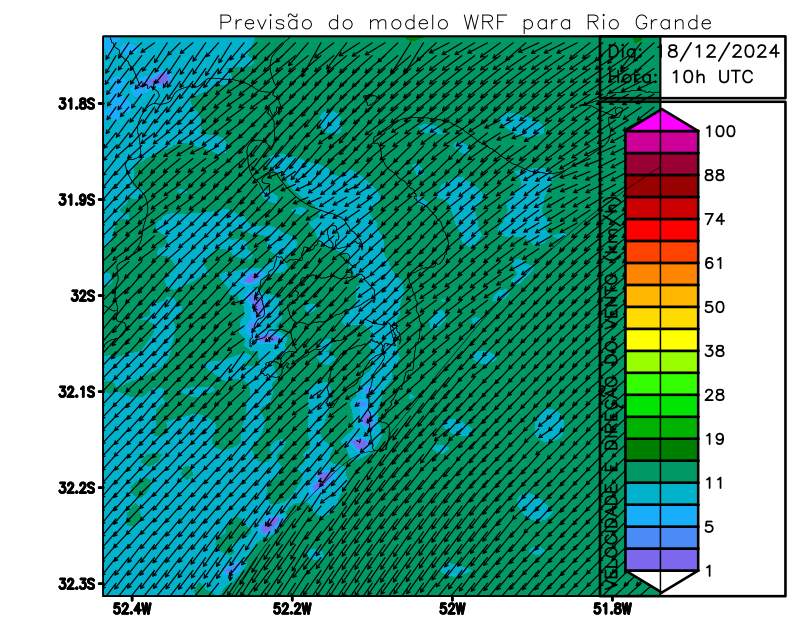 Previsão do modelo WRF para Rio Grande
Dia: 18/12/2024
Hora: 10h UTC
31.8S
31.9S
32S
32.1S
32.2S
32.3S
52.4W
52.2W
52W
51.8W
VELOCIDADE E DIREÇÃO DO VENTO (km/h)
100
88
74
61
50
38
28
19
11
5
1